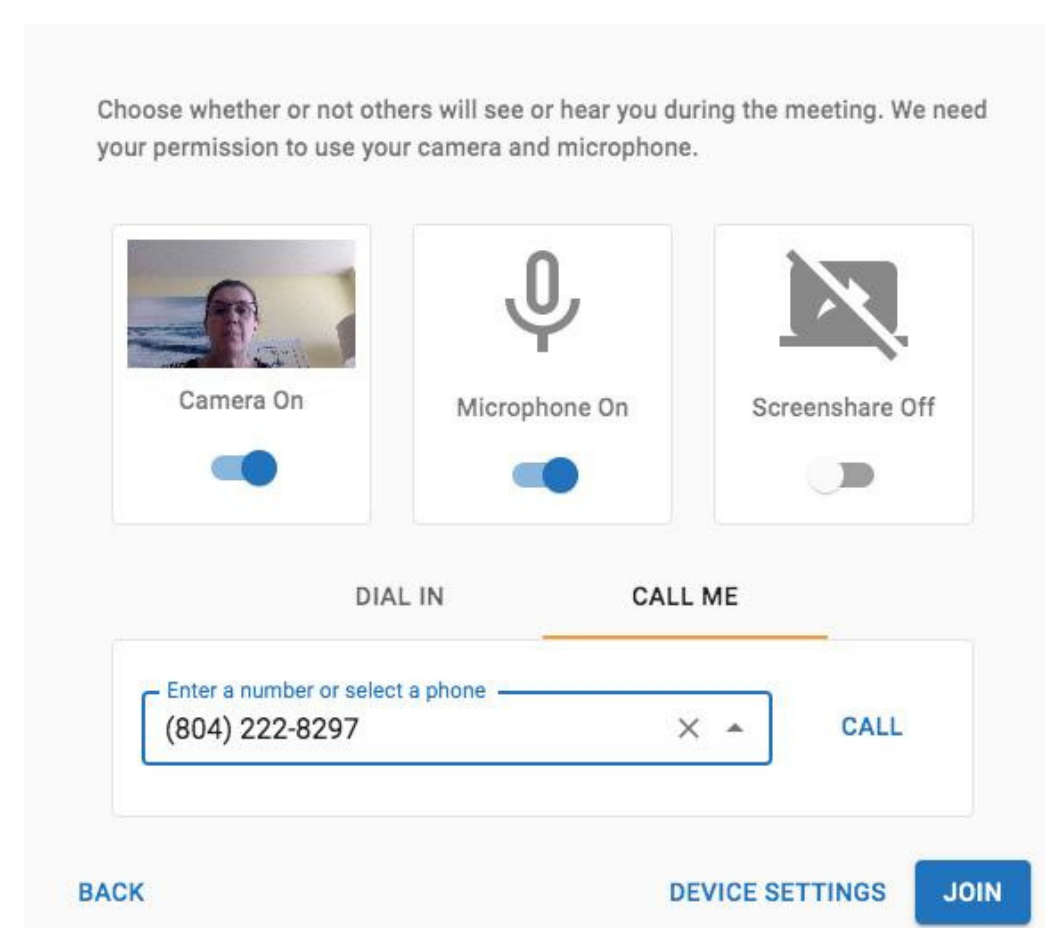 Choose whether or not others will see or hear you during the meeting. We need
your permission to use your camera and microphone.
Camera On
Microphone On
Screenshare Off
DIAL IN
CALL ME
Enter a number or select a phone
(804) 222-8297
CALL
BACK
DEVICE SETTINGS
JOIN